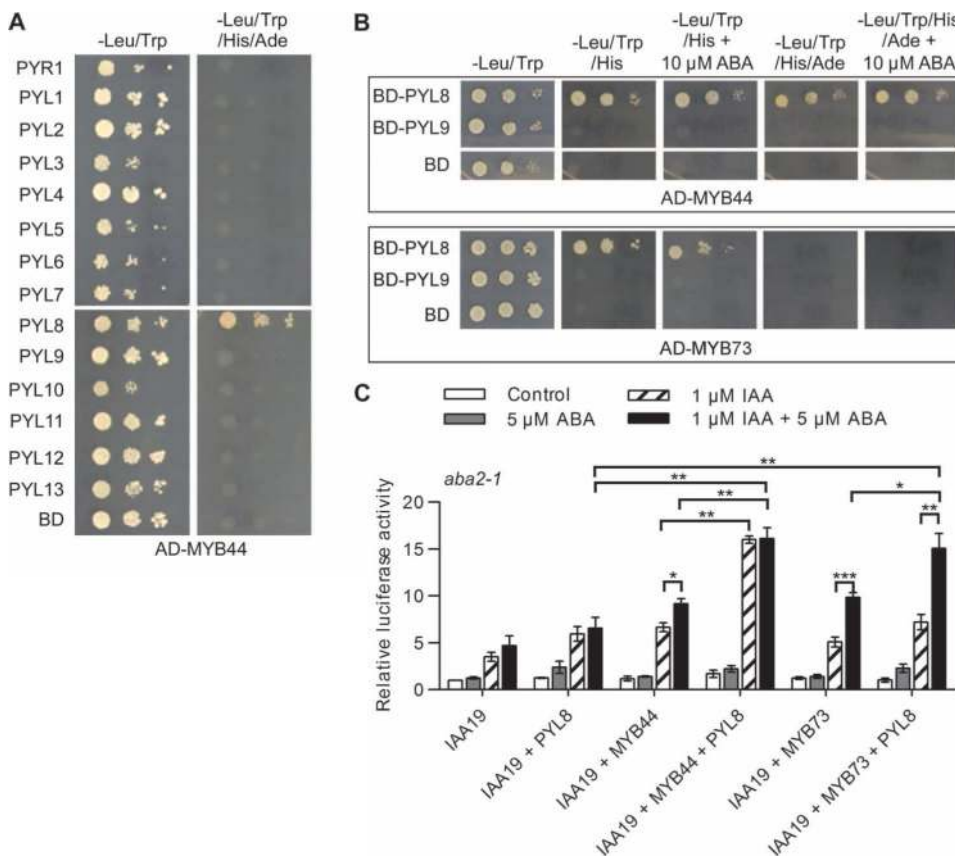 A
-Leu/Trp
-Leu/Trp
/His/Ade
PYR1
PYL1
PYL2
PYL3
PYL4
PYL5
PYL6
PYL7
PYL8
PYL9
PYL10
PYL11
PYL12
PYL13
BD
AD-MYB44
B
-Leu/Trp
-Leu/Trp
/His
-Leu/Trp
/His +
10 µM ABA
-Leu/Trp
/His/Ade
-Leu/Trp/His
/Ade +
10 µM ABA
BD-PYL8
BD-PYL9
BD
AD-MYB44
BD-PYL8
BD-PYL9
BD
AD-MYB73
C
Control
1 µM IAA
5 µM ABA
1 µM IAA + 5 µM ABA
aba2-1
**
**
*
**
**
**
*
***
20
15
10
5
0
Relative luciferase activity
IAA19
IAA19 + PYL8
IAA19 + MYB44
IAA19 + MYB44 + PYL8
IAA19 + MYB73
IAA19 + MYB73 + PYL8